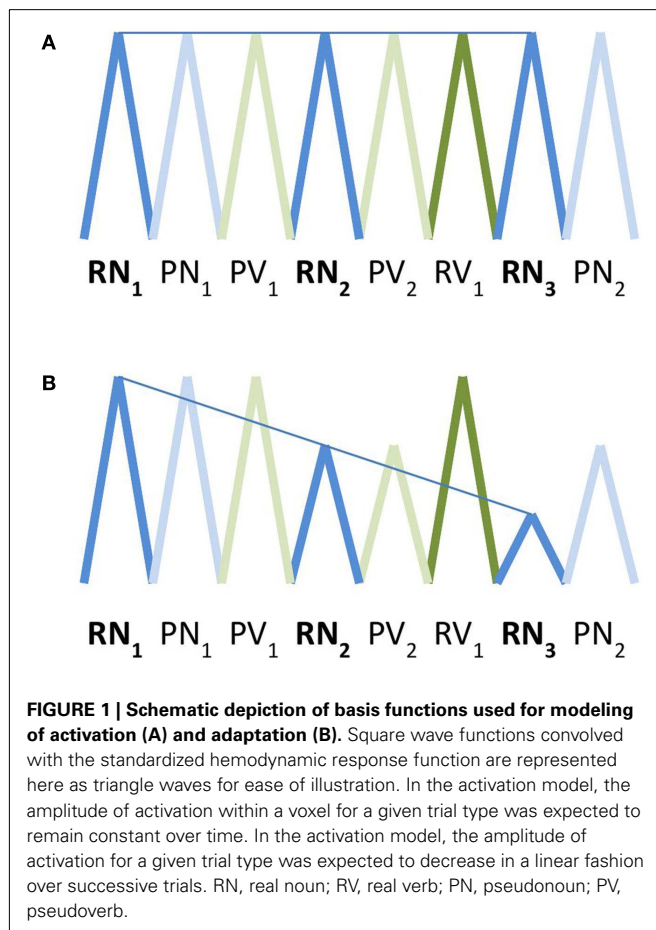 A
RN1 PN1 PV1 RN2 PV2 RV1 RN3 PN2
B
RN1 PN1 PV1 RN2 PV2 RV1 RN3 PN2
FIGURE 1 | Schematic depiction of basis functions used for modeling
of activation (A) and adaptation (B). Square wave functions convolved
with the standardized hemodynamic response function are represented
here as triangle waves for ease of illustration. In the activation model, the
amplitude of activation within a voxel for a given trial type was expected to
remain constant over time. In the activation model, the amplitude of
activation for a given trial type was expected to decrease in a linear fashion
over successive trials. RN, real noun; RV, real verb; PN, pseudonoun; PV,
pseudoverb.